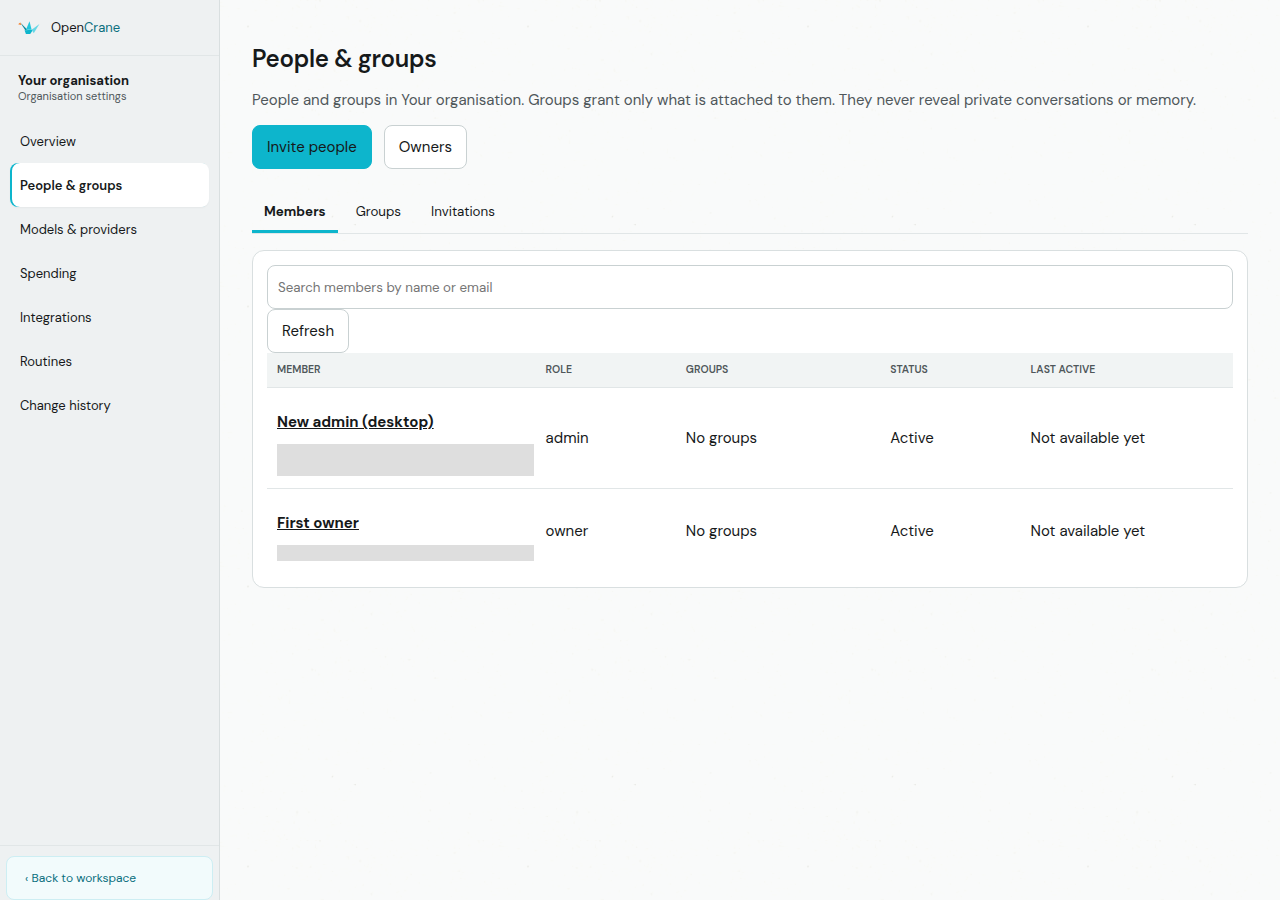 OpenCrane
Your organisation
Organisation settings
Overview
People & groups
Models & providers
Spending
Integrations
Routines
Change history
‹ Back to workspace
People & groups
People and groups in Your organisation. Groups grant only what is attached to them. They never reveal private conversations or memory.
Invite people
Owners
Members
Groups
Invitations
Search members by name or email
Refresh
MEMBER ROLE GROUPS STATUS LAST ACTIVE
New admin (desktop)
admin No groups Active Not available yet
First owner
owner No groups Active Not available yet